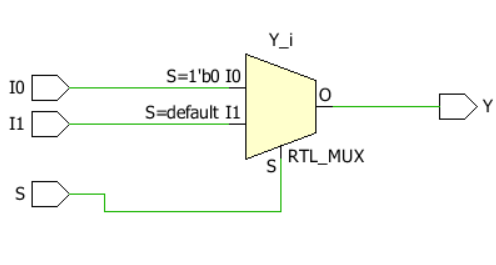 Y_i
S=1'b0 I0
I0
O
Y
S=default I1
I1
RTL_MUX
S
S